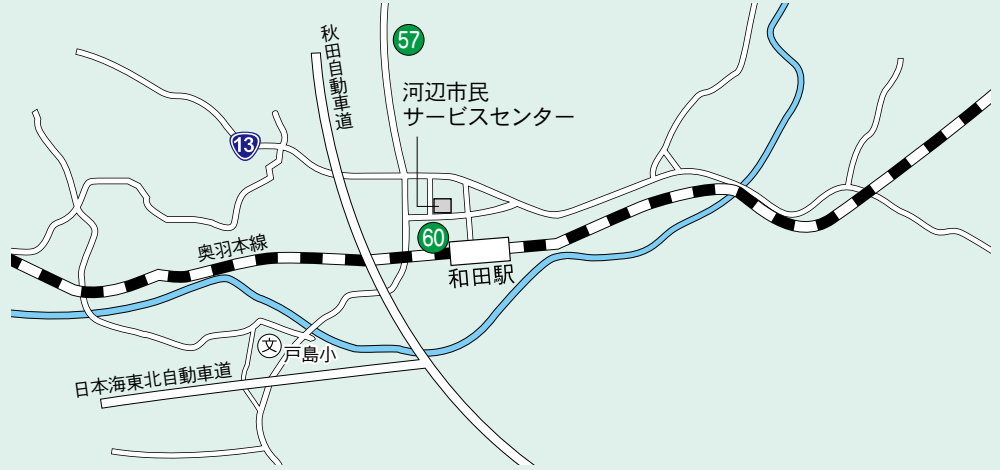 秋田自動車道
57
河辺市民
サービスセンター
13
60
奥羽本線
和田駅
文
戸島小
日本海東北自動車道